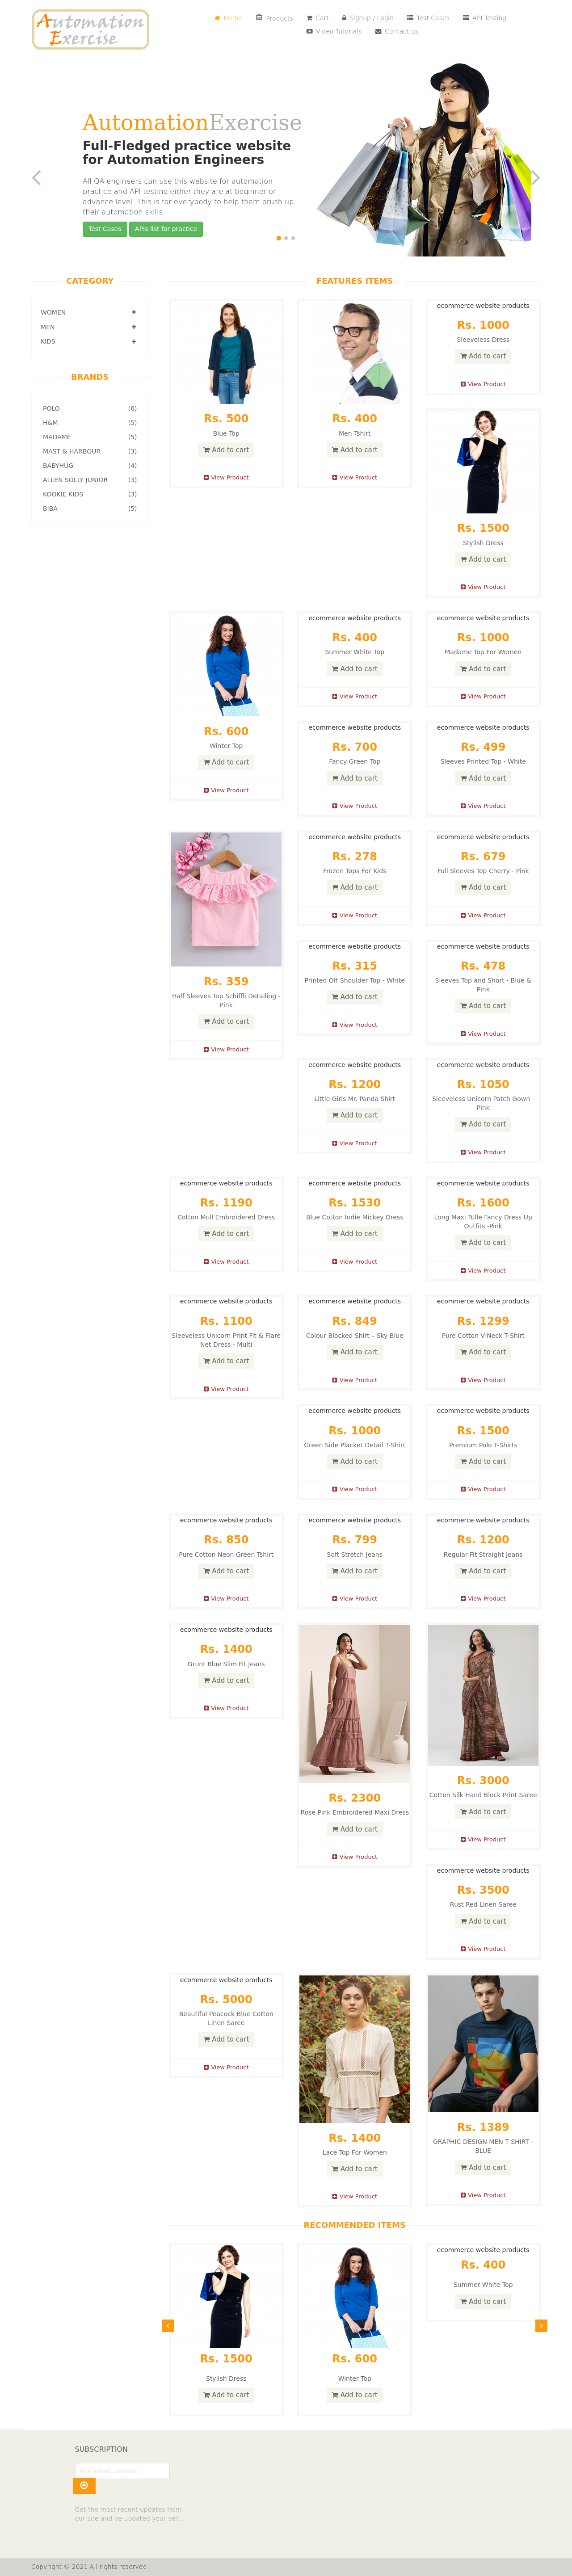 Automation
Exercise
Home
Products
Cart
Signup / Login
Test Cases
API Testing
Video Tutorials
Contact us
AutomationExercise
Full-Fledged practice website
for Automation Engineers
All QA engineers can use this website for automation
practice and API testing either they are at beginner or
advance level. This is for everybody to help them brush up
their automation skills.
Test Cases
APIs list for practice
CATEGORY
WOMEN
MEN
KIDS
BRANDS
POLO (6)
H&M (5)
MADAME (5)
MAST & HARBOUR (3)
BABYHUG (4)
ALLEN SOLLY JUNIOR (3)
KOOKIE KIDS (3)
BIBA (5)
FEATURES ITEMS
Rs. 500
Blue Top
Add to cart
View Product
Rs. 400
Men Tshirt
Add to cart
View Product
ecommerce website products
Rs. 1000
Sleeveless Dress
Add to cart
View Product
Rs. 1500
Stylish Dress
Add to cart
View Product
Rs. 600
Winter Top
Add to cart
View Product
ecommerce website products
Rs. 400
Summer White Top
Add to cart
View Product
ecommerce website products
Rs. 1000
Madame Top For Women
Add to cart
View Product
ecommerce website products
Rs. 700
Fancy Green Top
Add to cart
View Product
ecommerce website products
Rs. 499
Sleeves Printed Top - White
Add to cart
View Product
Rs. 359
Half Sleeves Top Schiffli Detailing -
Pink
Add to cart
View Product
ecommerce website products
Rs. 278
Frozen Tops For Kids
Add to cart
View Product
ecommerce website products
Rs. 679
Full Sleeves Top Cherry - Pink
Add to cart
View Product
ecommerce website products
Rs. 315
Printed Off Shoulder Top - White
Add to cart
View Product
ecommerce website products
Rs. 478
Sleeves Top and Short - Blue &
Pink
Add to cart
View Product
ecommerce website products
Rs. 1200
Little Girls Mr. Panda Shirt
Add to cart
View Product
ecommerce website products
Rs. 1050
Sleeveless Unicorn Patch Gown -
Pink
Add to cart
View Product
ecommerce website products
Rs. 1190
Cotton Mull Embroidered Dress
Add to cart
View Product
ecommerce website products
Rs. 1530
Blue Cotton Indie Mickey Dress
Add to cart
View Product
ecommerce website products
Rs. 1600
Long Maxi Tulle Fancy Dress Up
Outfits -Pink
Add to cart
View Product
ecommerce website products
Rs. 1100
Sleeveless Unicorn Print Fit & Flare
Net Dress - Multi
Add to cart
View Product
ecommerce website products
Rs. 849
Colour Blocked Shirt – Sky Blue
Add to cart
View Product
ecommerce website products
Rs. 1299
Pure Cotton V-Neck T-Shirt
Add to cart
View Product
ecommerce website products
Rs. 1000
Green Side Placket Detail T-Shirt
Add to cart
View Product
ecommerce website products
Rs. 1500
Premium Polo T-Shirts
Add to cart
View Product
ecommerce website products
Rs. 850
Pure Cotton Neon Green Tshirt
Add to cart
View Product
ecommerce website products
Rs. 799
Soft Stretch Jeans
Add to cart
View Product
ecommerce website products
Rs. 1200
Regular Fit Straight Jeans
Add to cart
View Product
ecommerce website products
Rs. 1400
Grunt Blue Slim Fit Jeans
Add to cart
View Product
Rs. 2300
Rose Pink Embroidered Maxi Dress
Add to cart
View Product
Rs. 3000
Cotton Silk Hand Block Print Saree
Add to cart
View Product
ecommerce website products
Rs. 3500
Rust Red Linen Saree
Add to cart
View Product
ecommerce website products
Rs. 5000
Beautiful Peacock Blue Cotton
Linen Saree
Add to cart
View Product
Rs. 1400
Lace Top For Women
Add to cart
View Product
Rs. 1389
GRAPHIC DESIGN MEN T SHIRT -
BLUE
Add to cart
View Product
RECOMMENDED ITEMS
Rs. 1500
Stylish Dress
Add to cart
Rs. 600
Winter Top
Add to cart
ecommerce website products
Rs. 400
Summer White Top
Add to cart
SUBSCRIPTION
Your email address
Get the most recent updates from
our site and be updated your self...
Copyright © 2021 All rights reserved